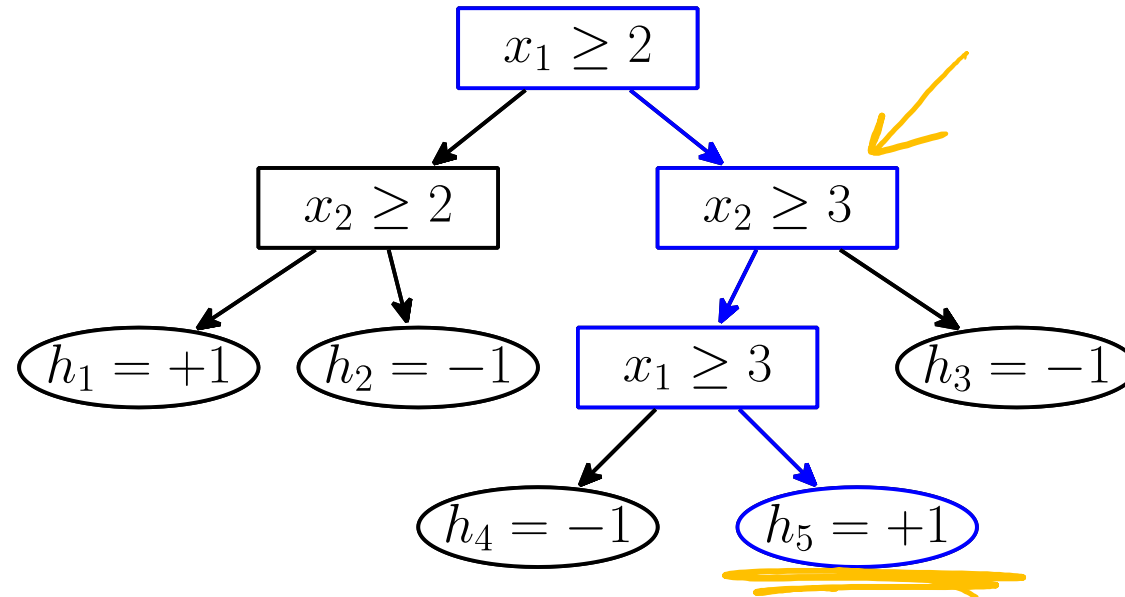 x₁ ≥ 2
x₂ ≥ 2
x₂ ≥ 3
h₁ = +1
h₂ = −1
x₁ ≥ 3
h₃ = −1
h₄ = −1
h₅ = +1